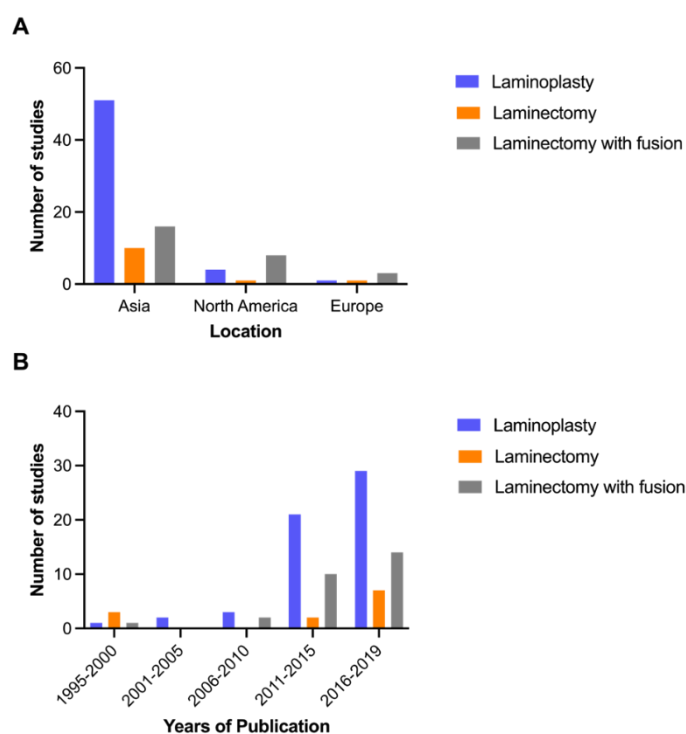 A
Number of studies
60
40
20
0
Asia
North America
Europe
Location
Laminoplasty
Laminectomy
Laminectomy with fusion
B
Number of studies
40
30
20
10
0
1995-2000
2001-2005
2006-2010
2011-2015
2016-2019
Years of Publication
Laminoplasty
Laminectomy
Laminectomy with fusion